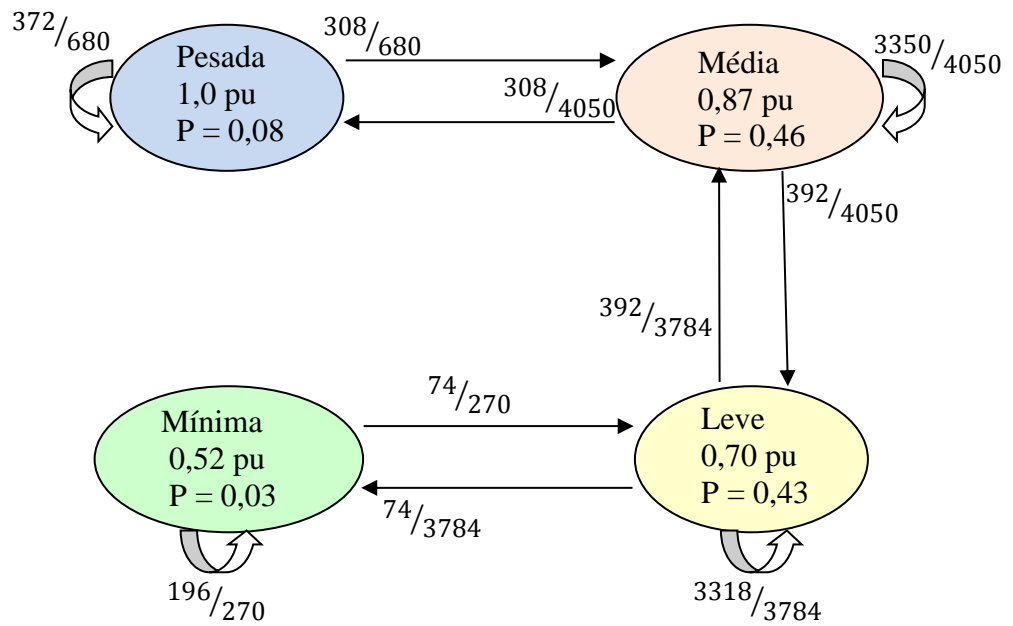 372/680
Pesada
1,0 pu
P = 0,08
308/680
308/4050
Média
0,87 pu
P = 0,46
3350/4050
392/4050
392/3784
Mínima
0,52 pu
P = 0,03
74/270
74/3784
Leve
0,70 pu
P = 0,43
196/270
3318/3784